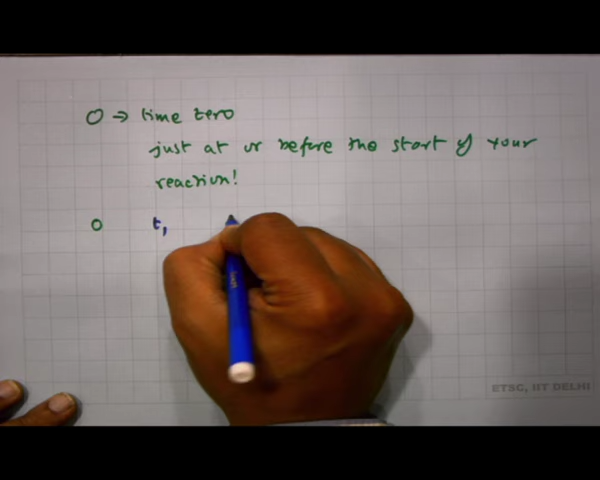 0 → time zero
just at or before the start of your
reaction!
0 t,
ETSC, IIT DELHI